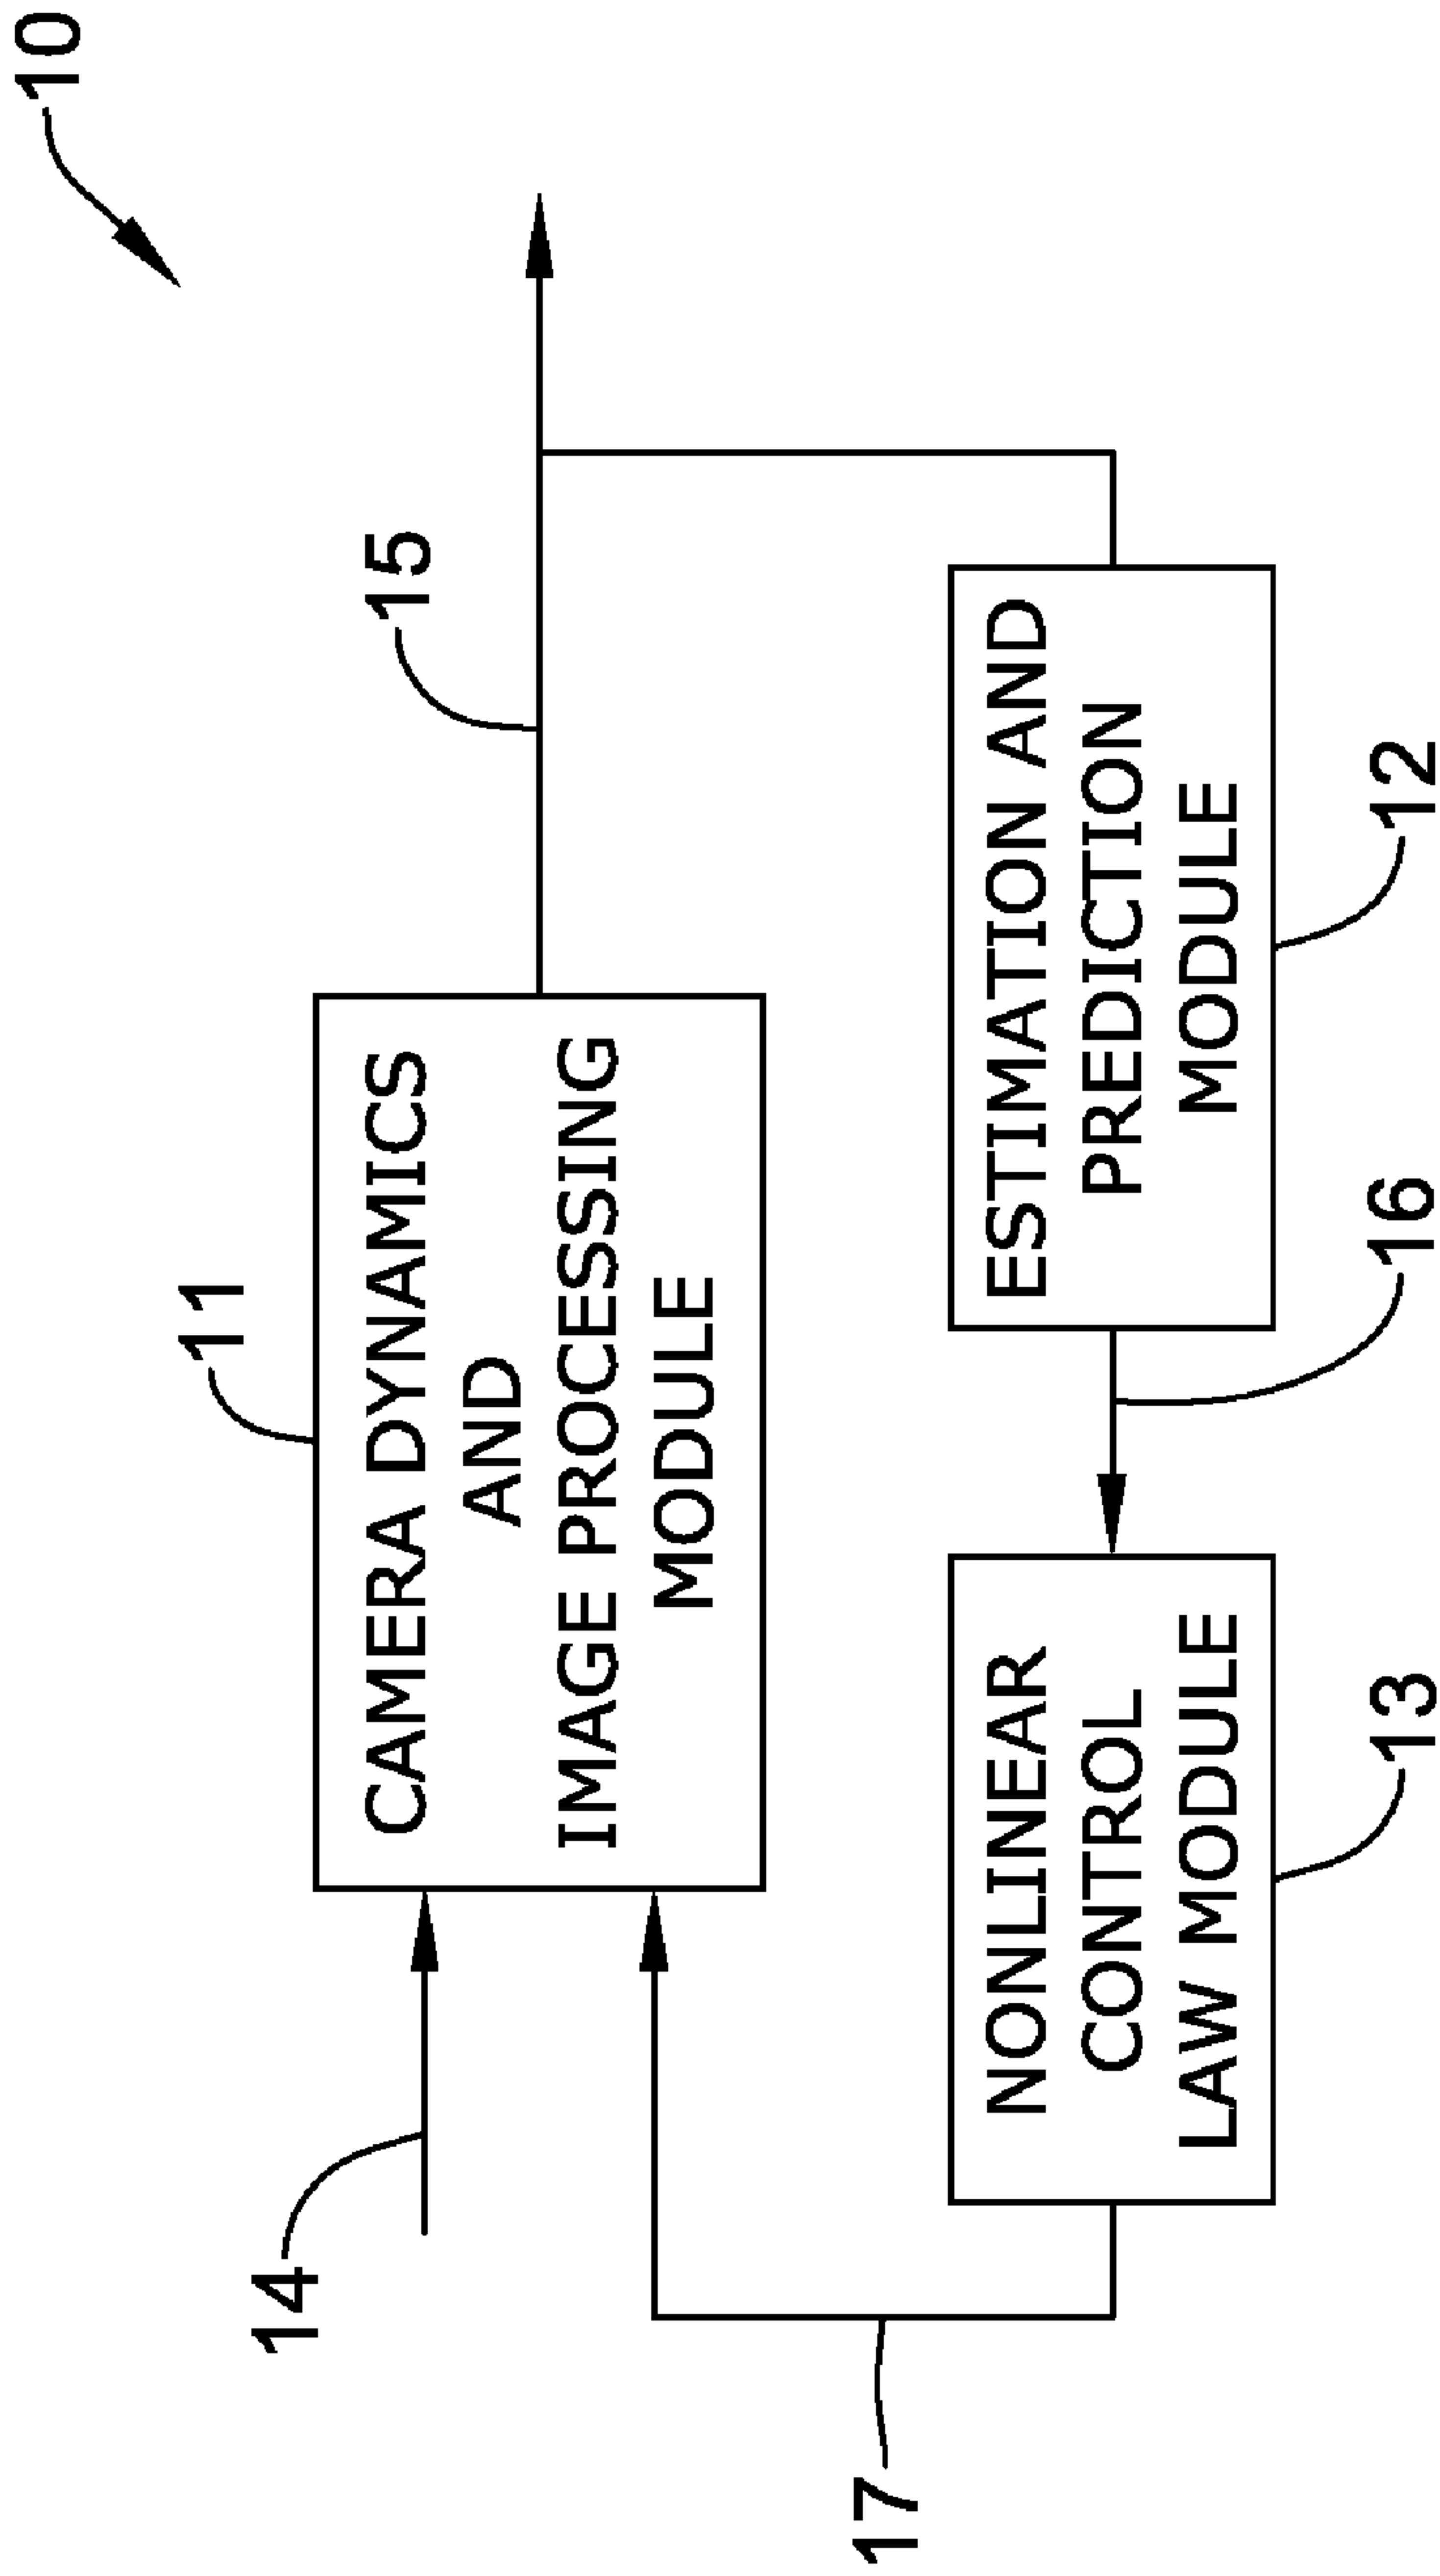 10
11
CAMERA DYNAMICS
AND
IMAGE PROCESSING
MODULE
14
15
17
NONLINEAR
CONTROL
LAW MODULE
13
16
ESTIMATION AND
PREDICTION
MODULE
12